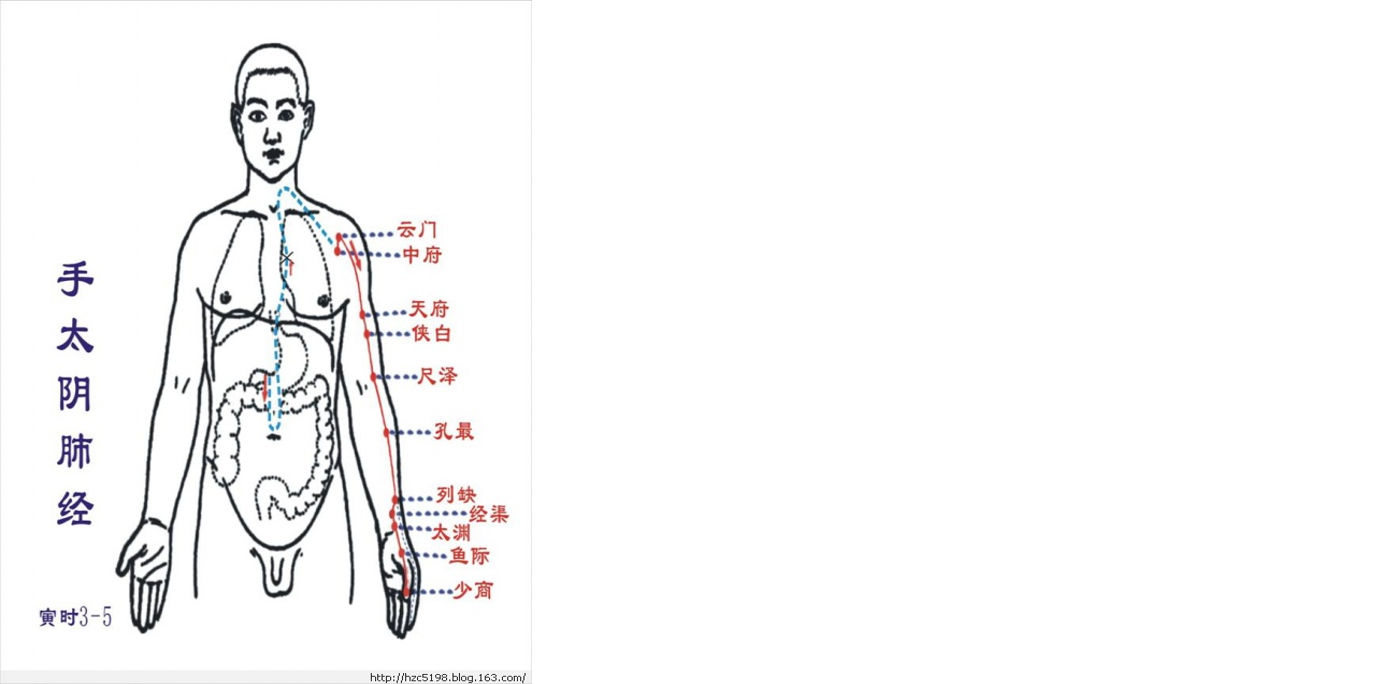 云门
中府
手太阴肺经
天府
侠白
尺泽
孔最
列缺
经渠
太渊
鱼际
少商
寅时3-5
http://hzc5198.blog.163.com/